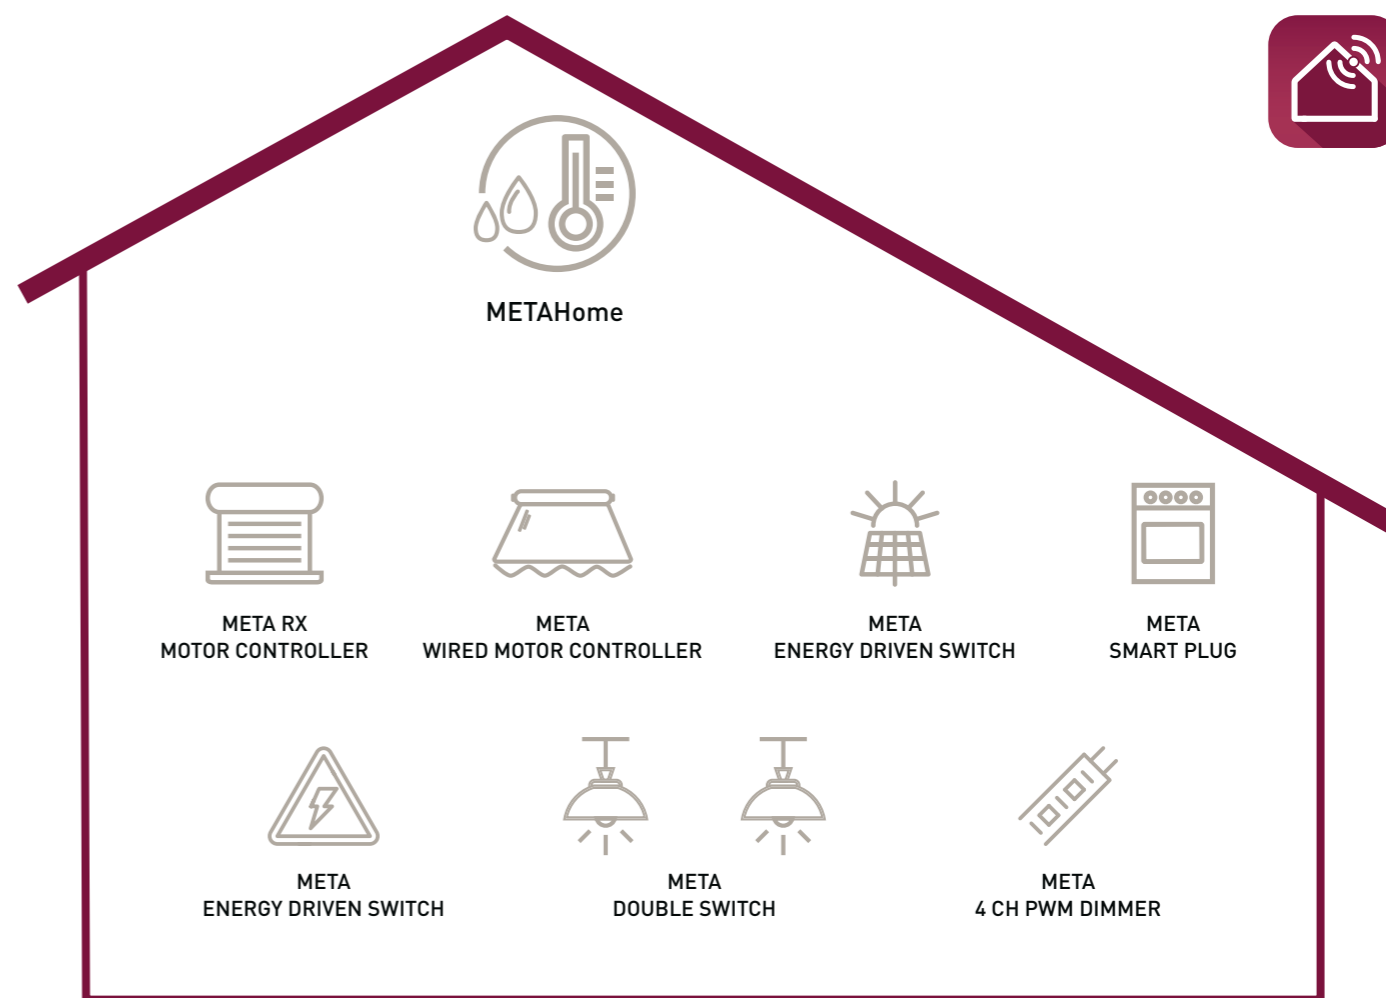 METAHome
META RX
MOTOR CONTROLLER
META
WIRED MOTOR CONTROLLER
META
ENERGY DRIVEN SWITCH
META
SMART PLUG
META
ENERGY DRIVEN SWITCH
META
DOUBLE SWITCH
META
4 CH PWM DIMMER